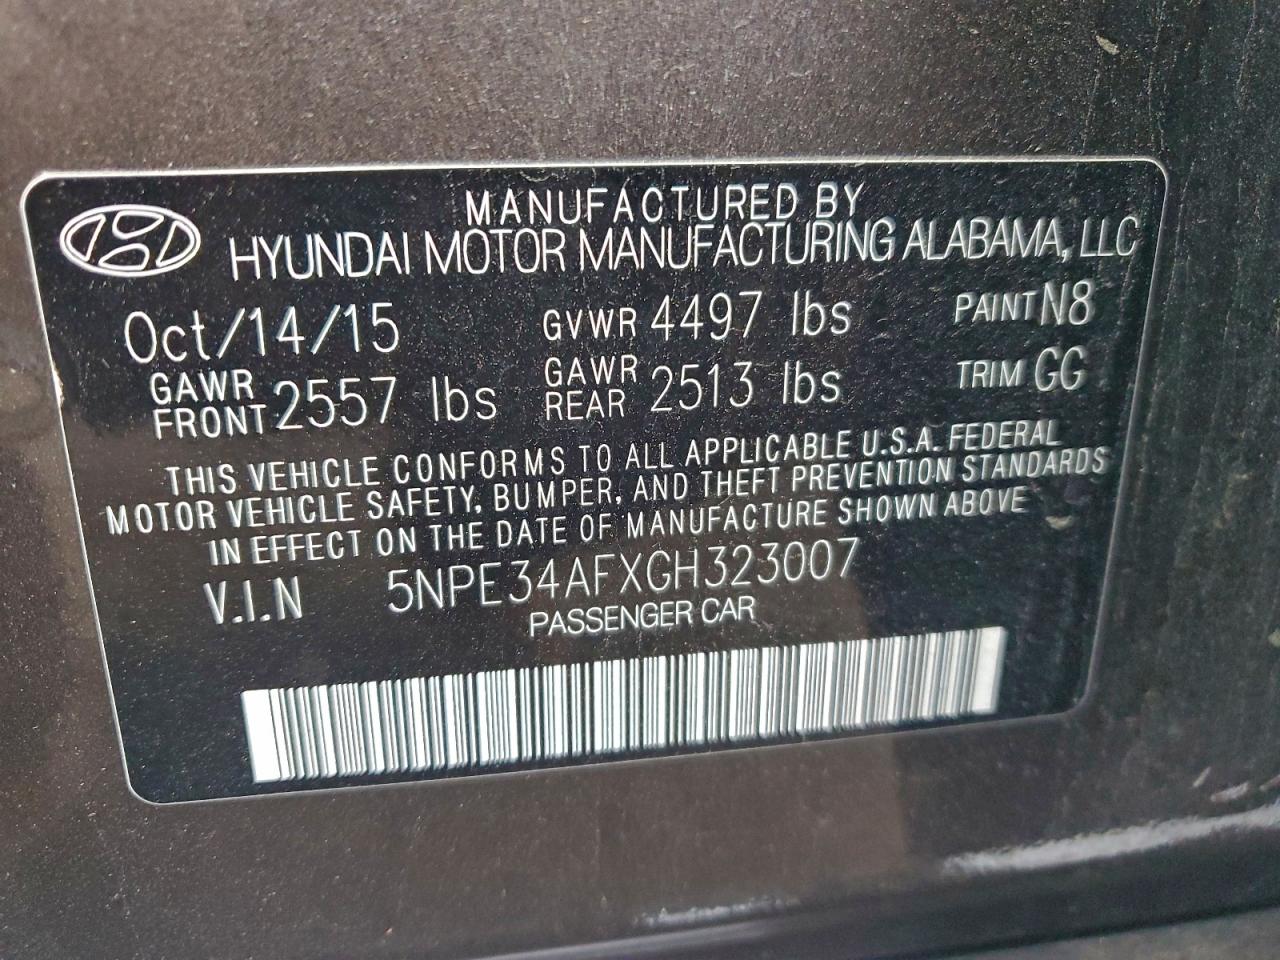 MANUFACTURED BY
HYUNDAI MOTOR MANUFACTURING ALABAMA, LLC
Oct/14/15 GVWR 4497 lbs PAINT N8
GAWR FRONT 2557 lbs GAWR REAR 2513 lbs TRIM GG
THIS VEHICLE CONFORMS TO ALL APPLICABLE U.S.A. FEDERAL
MOTOR VEHICLE SAFETY, BUMPER, AND THEFT PREVENTION STANDARDS
IN EFFECT ON THE DATE OF MANUFACTURE SHOWN ABOVE
V.I.N 5NPE34AFXGH323007
PASSENGER CAR